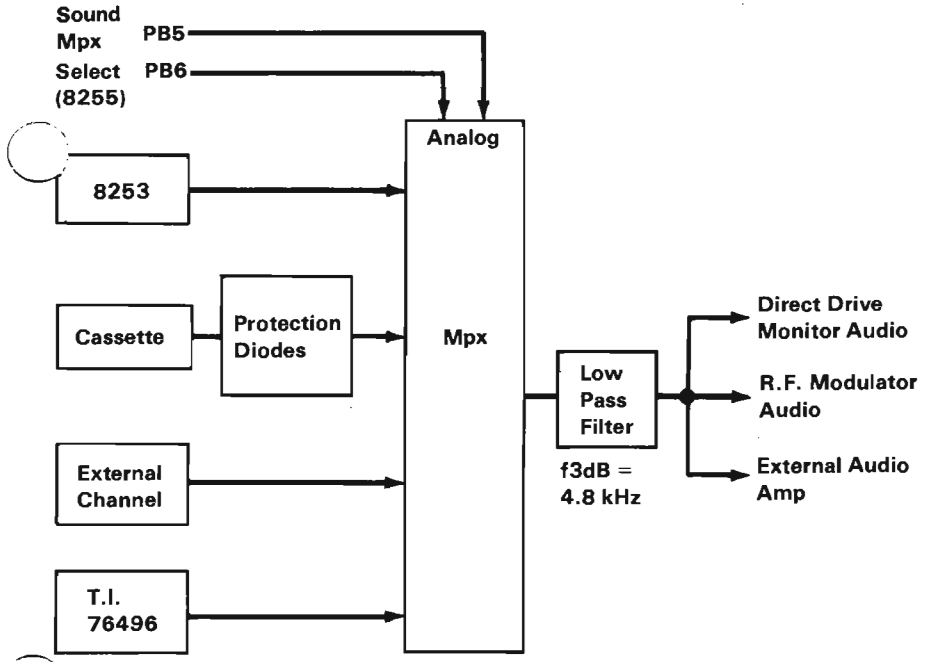 Sound
Mpx PB5
Select PB6
(8255)
Analog
8253
Cassette
Protection
Diodes
Mpx
External
Channel
T.I.
76496
Low
Pass
Filter
f3dB =
4.8 kHz
Direct Drive
Monitor Audio
R.F. Modulator
Audio
External Audio
Amp